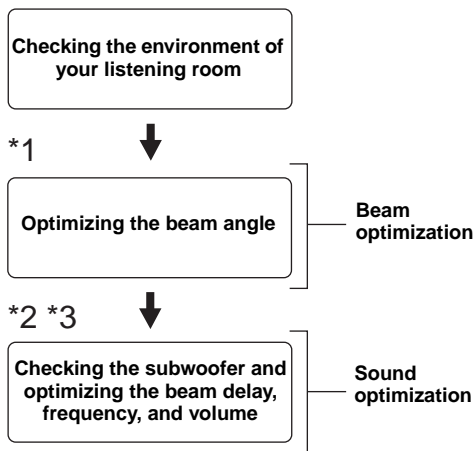 Checking the environment of
your listening room
*1
Optimizing the beam angle
Beam
optimization
*2 *3
Checking the subwoofer and
optimizing the beam delay,
frequency, and volume
Sound
optimization